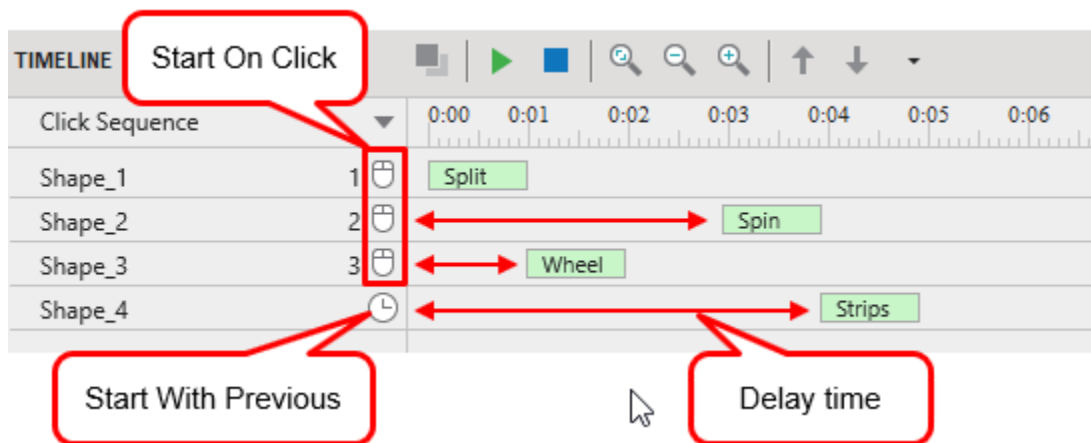 TIMELINE
Start On Click
Click Sequence
0:00 0:01 0:02 0:03 0:04 0:05 0:06
Shape_1 1 Split
Shape_2 2 Spin
Shape_3 3 Wheel
Shape_4 Strips
Start With Previous
Delay time